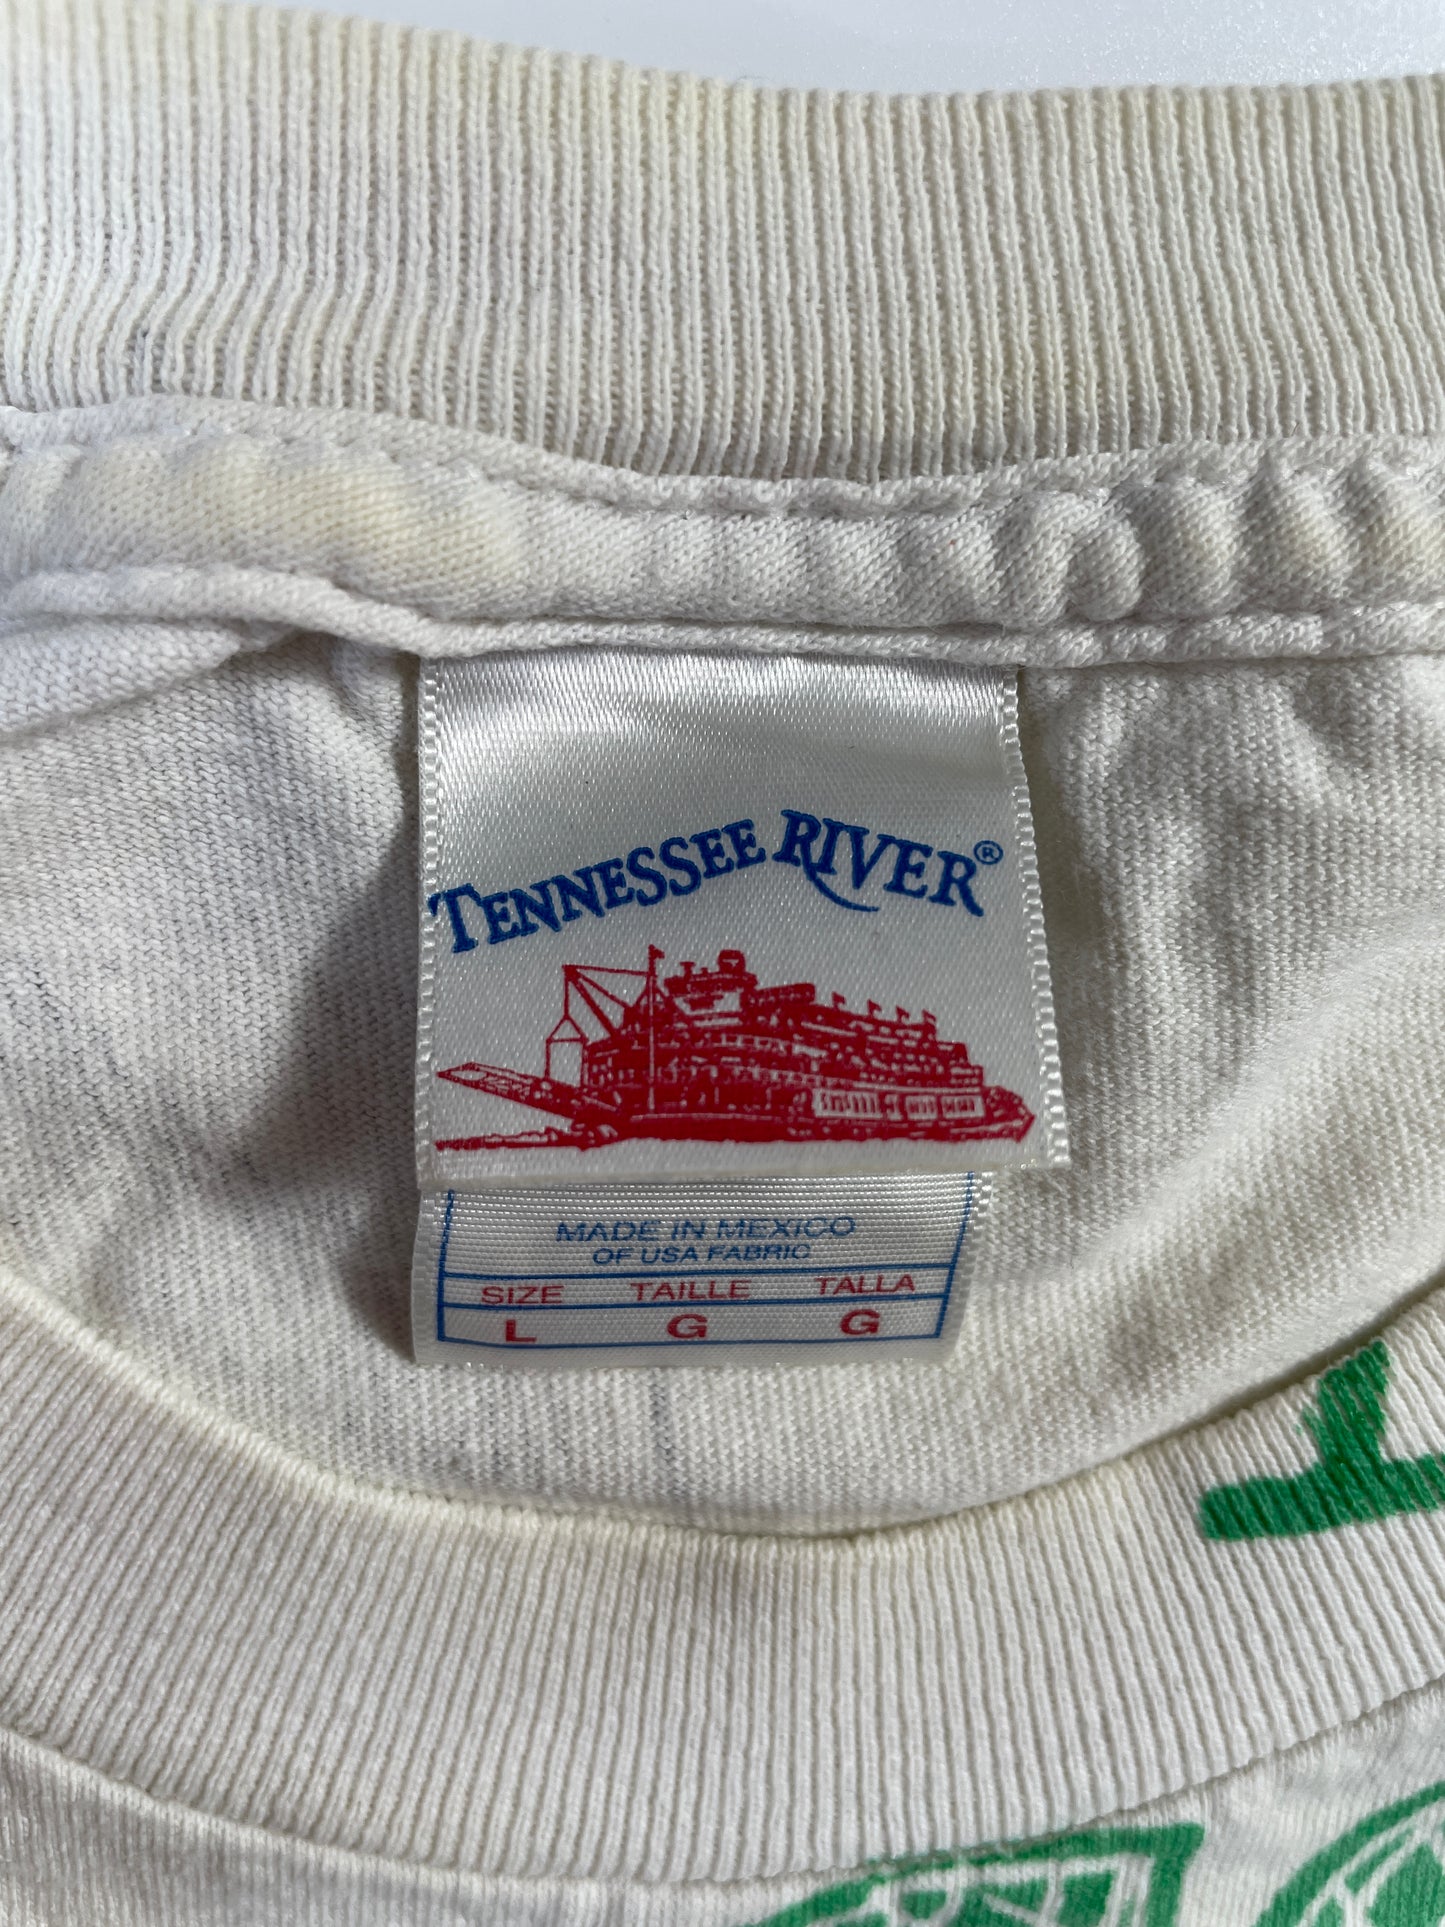 TENNESSEE RIVER®
MADE IN MEXICO
OF USA FABRIC
SIZE TAILLE TALLA
L G G